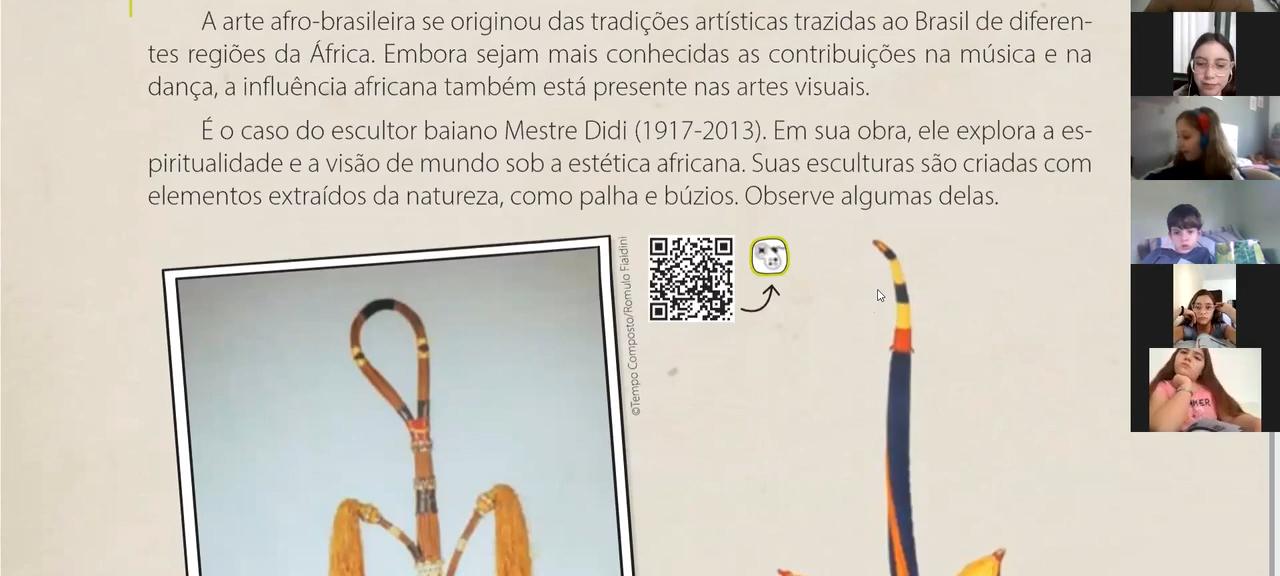 A arte afro-brasileira se originou das tradições artísticas trazidas ao Brasil de diferen-
tes regiões da África. Embora sejam mais conhecidas as contribuições na música e na
dança, a influência africana também está presente nas artes visuais.
É o caso do escultor baiano Mestre Didi (1917-2013). Em sua obra, ele explora a es-
piritualidade e a visão de mundo sob a estética africana. Suas esculturas são criadas com
elementos extraídos da natureza, como palha e búzios. Observe algumas delas.
©Tempo Composto/Romulo Fialdini